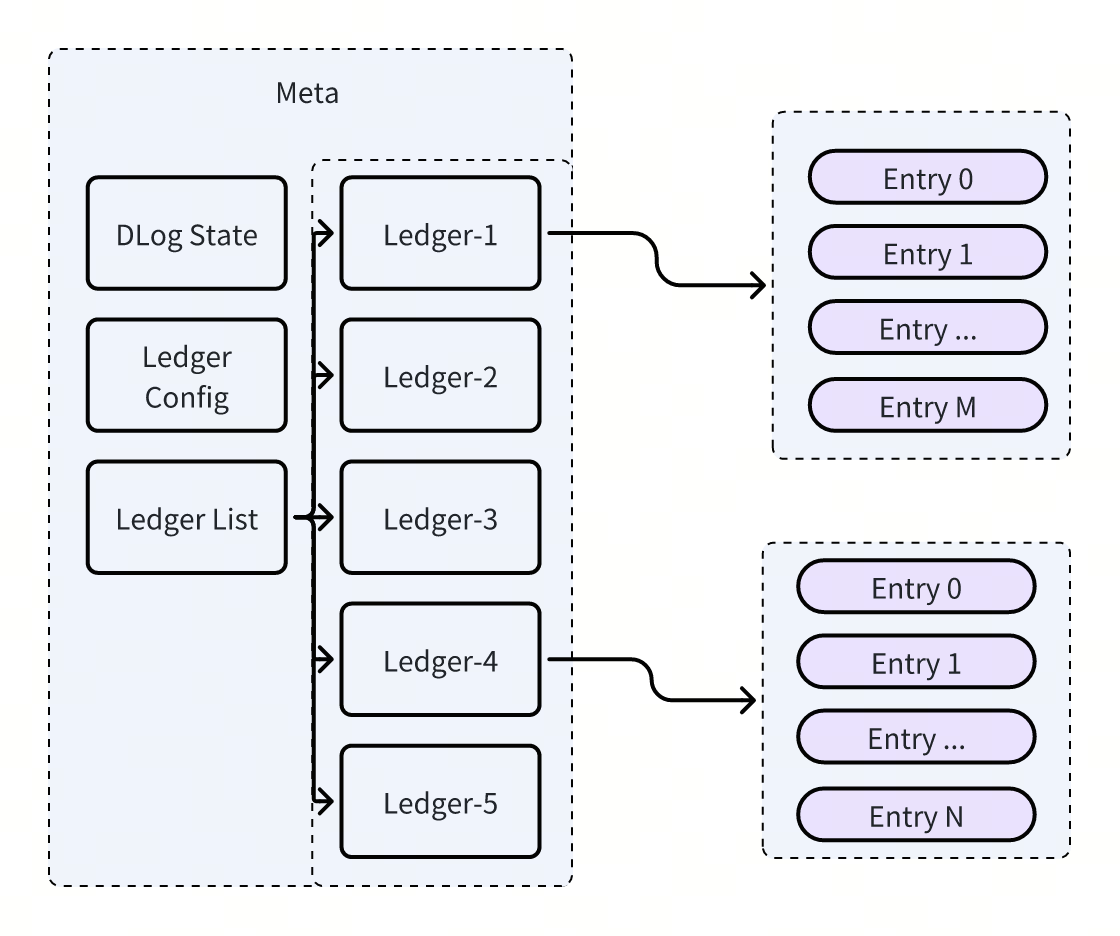 Meta
DLog State
Ledger
Config
Ledger List
Ledger-1
Ledger-2
Ledger-3
Ledger-4
Ledger-5
Entry 0
Entry 1
Entry ...
Entry M
Entry 0
Entry 1
Entry ...
Entry N